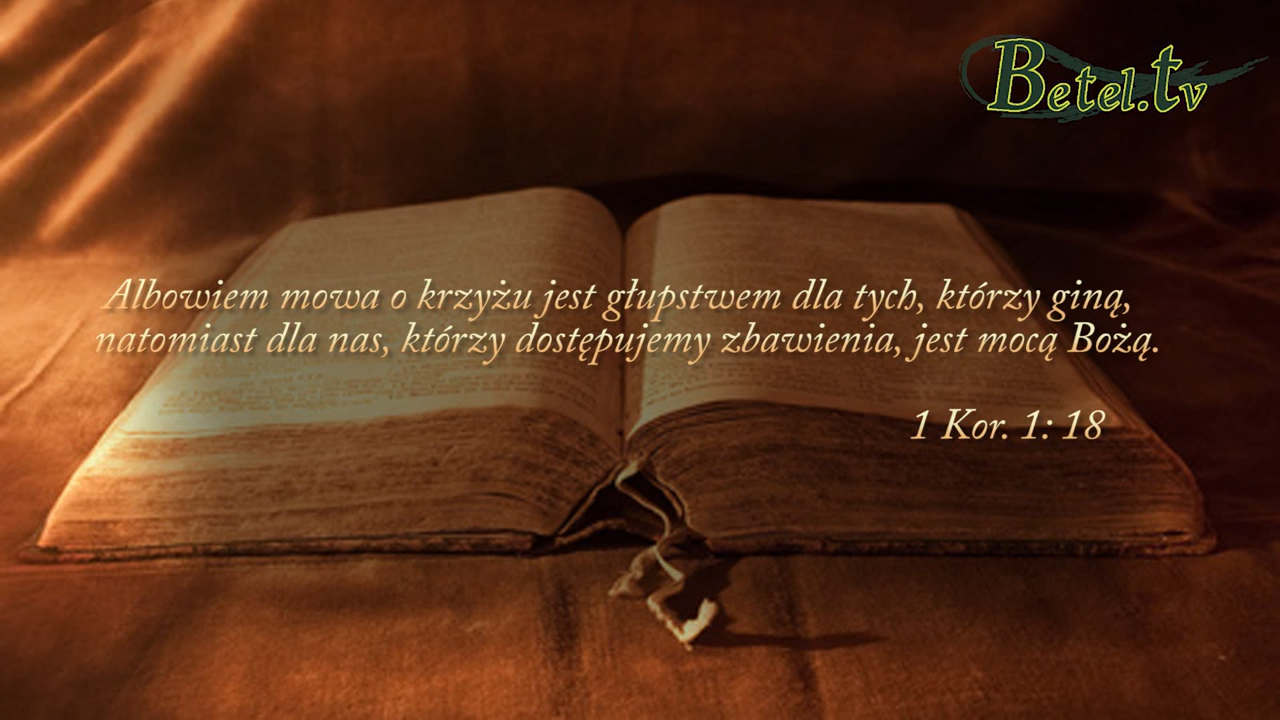 Betel.tv
Albowiem mowa o krzyżu jest głupstwem dla tych, którzy giną,
natomiast dla nas, którzy dostępujemy zbawienia, jest mocą Bożą.
1 Kor. 1: 18